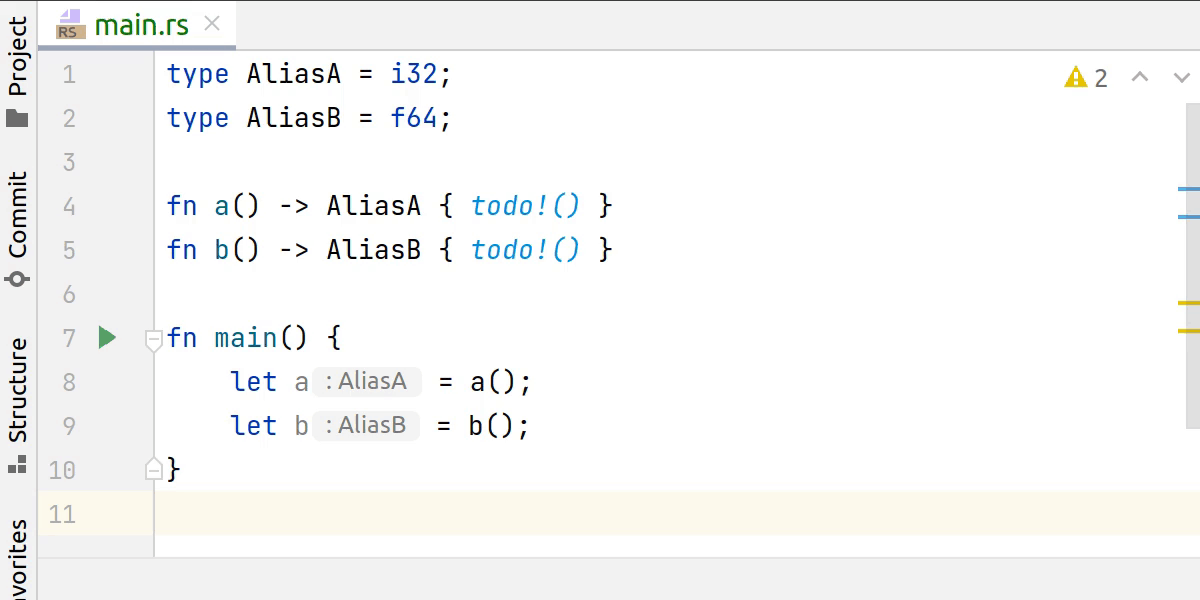 RS main.rs
Project
Commit
Structure
avorites
2
1 type AliasA = i32;
2 type AliasB = f64;
3
4 fn a() -> AliasA { todo!() }
5 fn b() -> AliasB { todo!() }
6
7 fn main() {
8 let a : AliasA = a();
9 let b : AliasB = b();
10 }
11